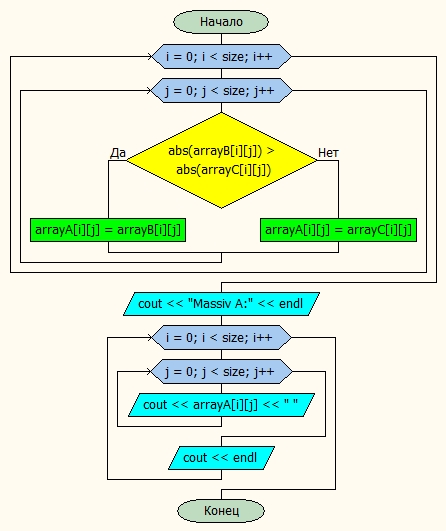 Начало
i = 0; i < size; i++
j = 0; j < size; j++
Да
abs(arrayB[i][j]) >
abs(arrayC[i][j])
Нет
arrayA[i][j] = arrayB[i][j]
arrayA[i][j] = arrayC[i][j]
cout << "Massiv A:" << endl
i = 0; i < size; i++
j = 0; j < size; j++
cout << arrayA[i][j] << " "
cout << endl
Конец